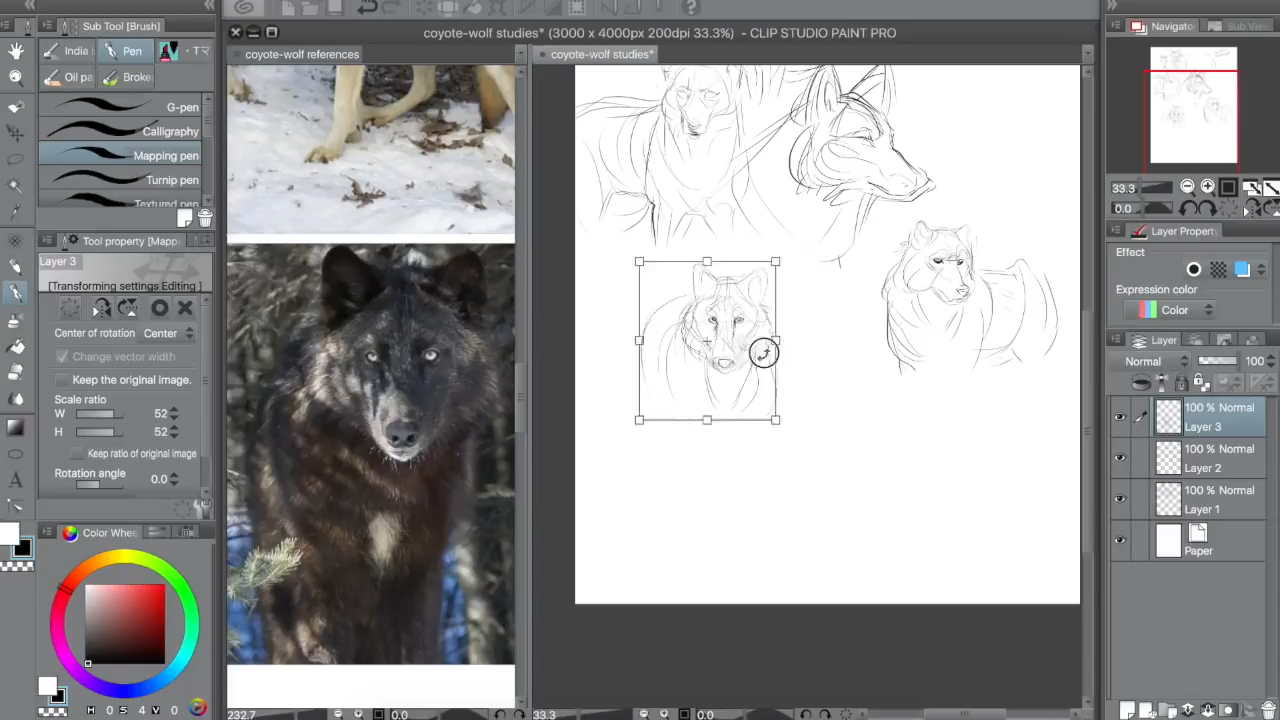 Sub Tool [Brush]
coyote-wolf studies* (3000 x 4000px 200dpi 33.3%) - CLIP STUDIO PAINT PRO
Navigato
Sub View
coyote-wolf references
coyote-wolf studies*
India
Pen
Oil pa
Broke
G-pen
Calligraphy
Mapping pen
Turnip pen
Textured pen
Tool property [Mapp
Layer 3
[Transforming settings Editing ]
Center of rotation
Center
Change vector width
Keep the original image.
Scale ratio
W 52
H 52
Keep ratio of original image
Rotation angle
0.0
Color Whe
H 0 S 4 V 0
232.7
0.0
33.3
0.0
33.3
0.0
Layer Property
Effect
Expression color
Color
Layer
Normal
100
100 % Normal
Layer 3
100 % Normal
Layer 2
100 % Normal
Layer 1
Paper